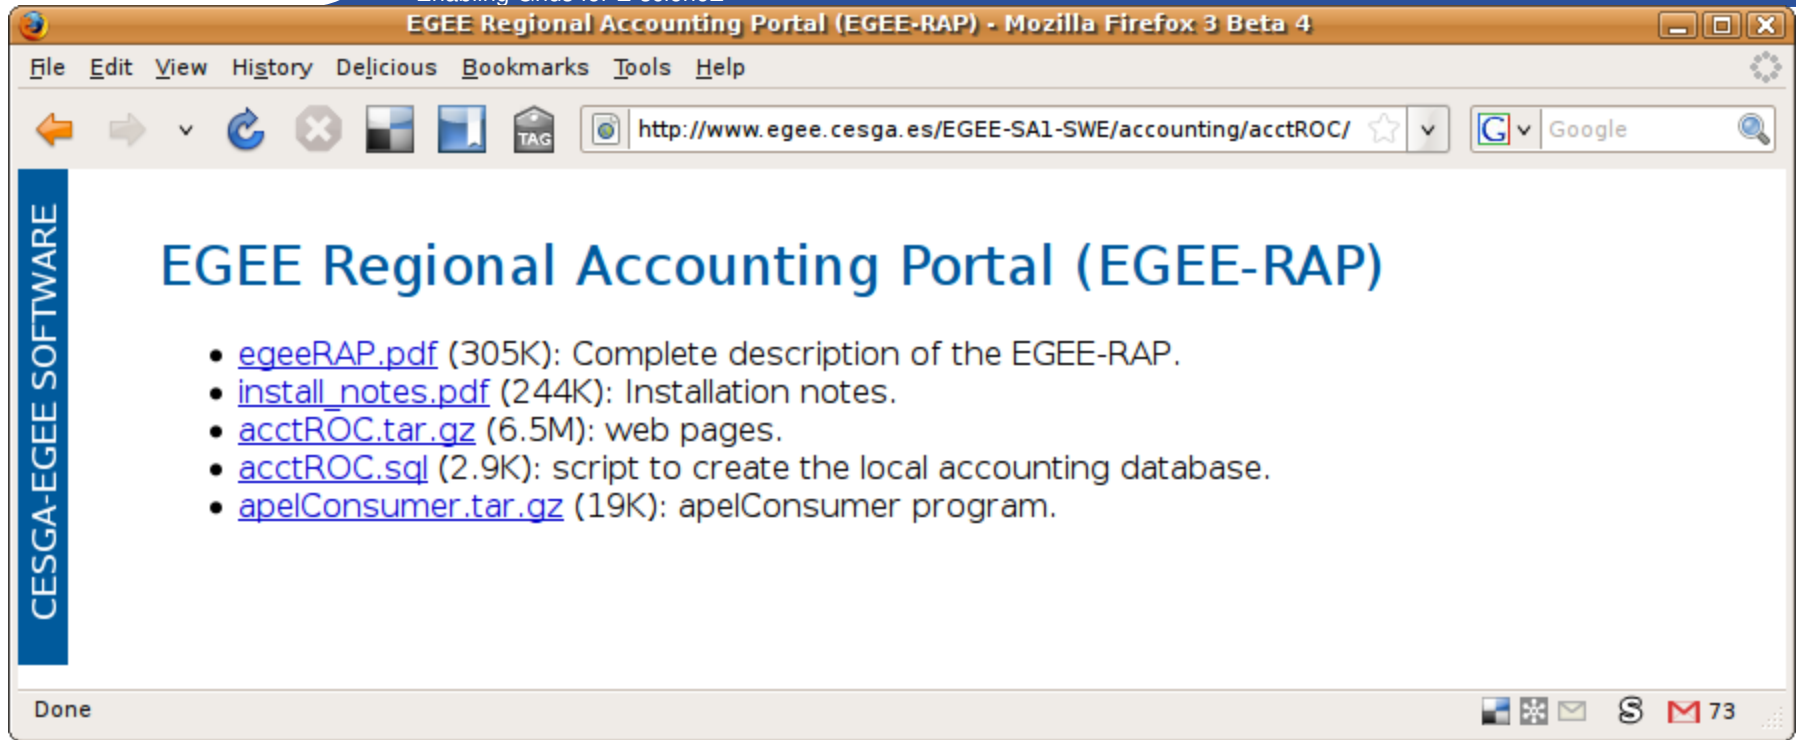 Enabling Grids for E-sciencE
EGEE Regional Accounting Portal (EGEE-RAP) - Mozilla Firefox 3 Beta 4
File Edit View History Delicious Bookmarks Tools Help
TAG http://www.egee.cesga.es/EGEE-SA1-SWE/accounting/acctROC/ G Google
CESGA-EGEE SOFTWARE
EGEE Regional Accounting Portal (EGEE-RAP)
• egeeRAP.pdf (305K): Complete description of the EGEE-RAP.
• install_notes.pdf (244K): Installation notes.
• acctROC.tar.gz (6.5M): web pages.
• acctROC.sql (2.9K): script to create the local accounting database.
• apelConsumer.tar.gz (19K): apelConsumer program.
Done S M 73